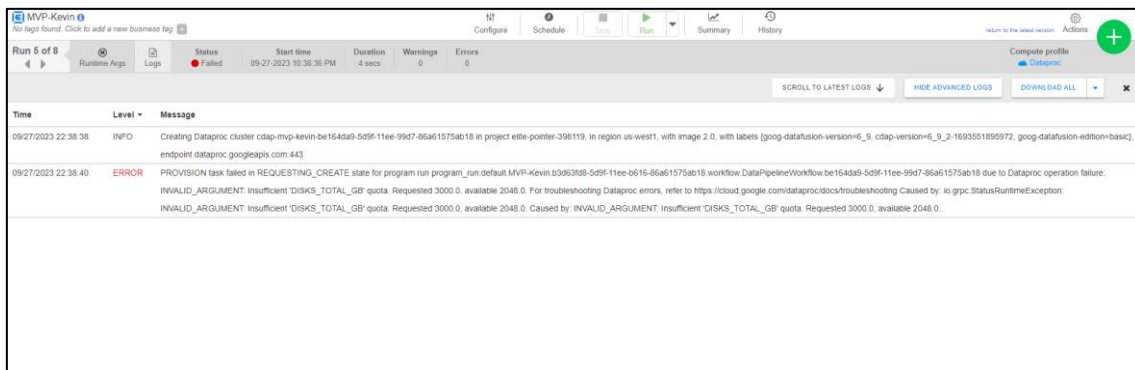 MVP-Kevin
No tags found. Click to add a new business tag
Configure
Schedule
Stop
Run
Summary
History
return to the latest version
Actions
Run 5 of 8
Runtime Args
Logs
Status
Failed
Start time
09-27-2023 10:38:36 PM
Duration
4 secs
Warnings
0
Errors
0
Compute profile
Dataproc
SCROLL TO LATEST LOGS
HIDE ADVANCED LOGS
DOWNLOAD ALL
Time Level Message
09/27/2023 22:38:38 INFO Creating Dataproc cluster cdap-mvp-kevin-be164da9-5d9f-11ee-99d7-86a61575ab18 in project elite-pointer-398119, in region us-west1, with image 2.0, with labels {goog-datafusion-version=6_9, cdap-version=6_9_2-1693551895972, goog-datafusion-edition=basic},
endpoint dataproc.googleapis.com:443
09/27/2023 22:38:40 ERROR PROVISION task failed in REQUESTING_CREATE state for program run program_run:default.MVP-Kevin.b3d63fd8-5d9f-11ee-b616-86a61575ab18.workflow.DataPipelineWorkflow.be164da9-5d9f-11ee-99d7-86a61575ab18 due to Dataproc operation failure:
INVALID_ARGUMENT: Insufficient 'DISKS_TOTAL_GB' quota. Requested 3000.0, available 2048.0. For troubleshooting Dataproc errors, refer to https://cloud.google.com/dataproc/docs/troubleshooting Caused by: io.grpc.StatusRuntimeException:
INVALID_ARGUMENT: Insufficient 'DISKS_TOTAL_GB' quota. Requested 3000.0, available 2048.0. Caused by: INVALID_ARGUMENT: Insufficient 'DISKS_TOTAL_GB' quota. Requested 3000.0, available 2048.0..